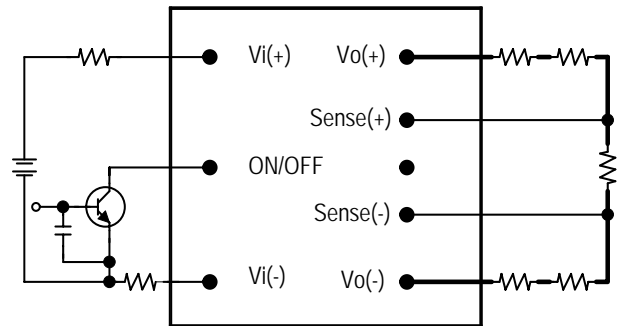 Vi(+) Vo(+)
Sense(+)
ON/OFF
Sense(-)
Vi(-) Vo(-)